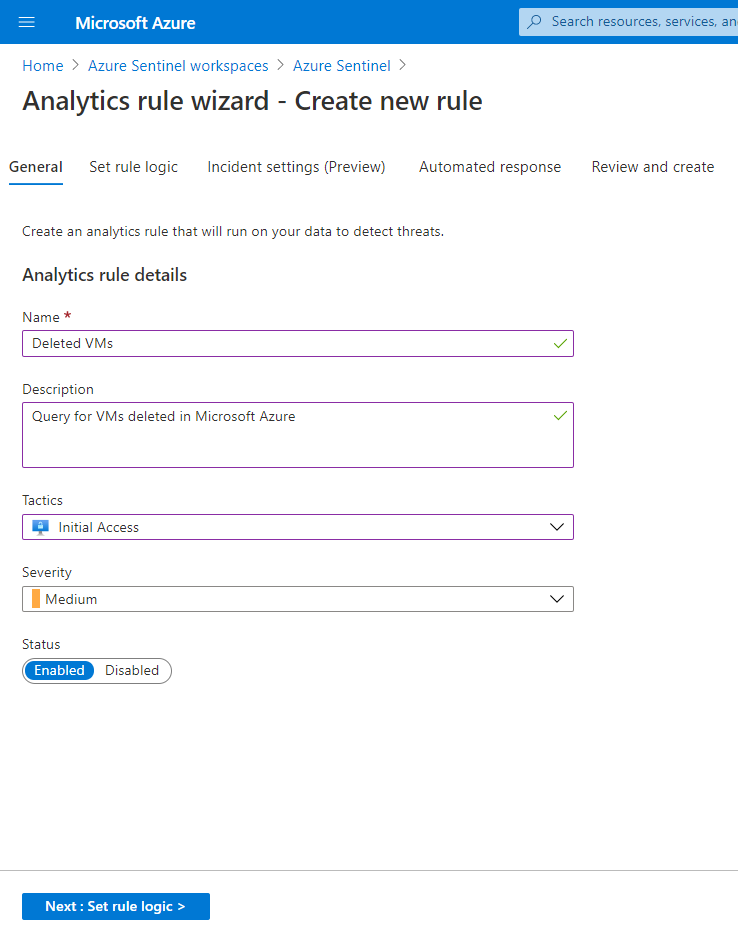 Microsoft Azure
Search resources, services, an
Home > Azure Sentinel workspaces > Azure Sentinel >
Analytics rule wizard - Create new rule
General Set rule logic Incident settings (Preview) Automated response Review and create
Create an analytics rule that will run on your data to detect threats.
Analytics rule details
Name *
Deleted VMs
Description
Query for VMs deleted in Microsoft Azure
Tactics
Initial Access
Severity
Medium
Status
Enabled Disabled
Next : Set rule logic >